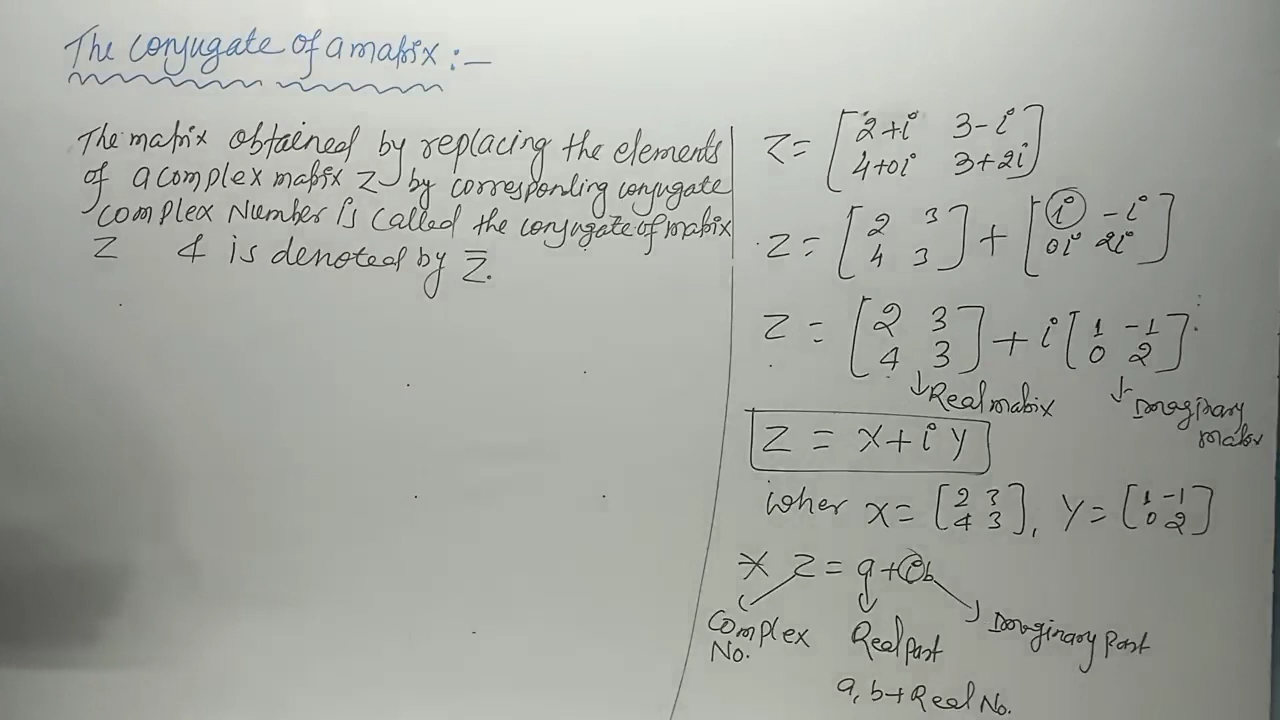 The Conjugate of a matrix :-
The matrix obtained by replacing the elements
of a complex matrix Z by corresponding conjugate
complex Number is called the conjugate of matrix
Z & is denoted by Z̅.
Z = [2+i 3-i
4+0i 3+2i]
Z = [2 3
4 3] + [i -i
0i 2i]
Z = [2 3
4 3] + i [1 -1
0 2]
↓ Real matrix
↓ Imaginary
matrix
Z = X + i Y
wher X = [2 3
4 3], Y = [1 -1
0 2]
* Z = a + ib
Complex
No.
Real part
Imaginary Part
a, b → Real No.